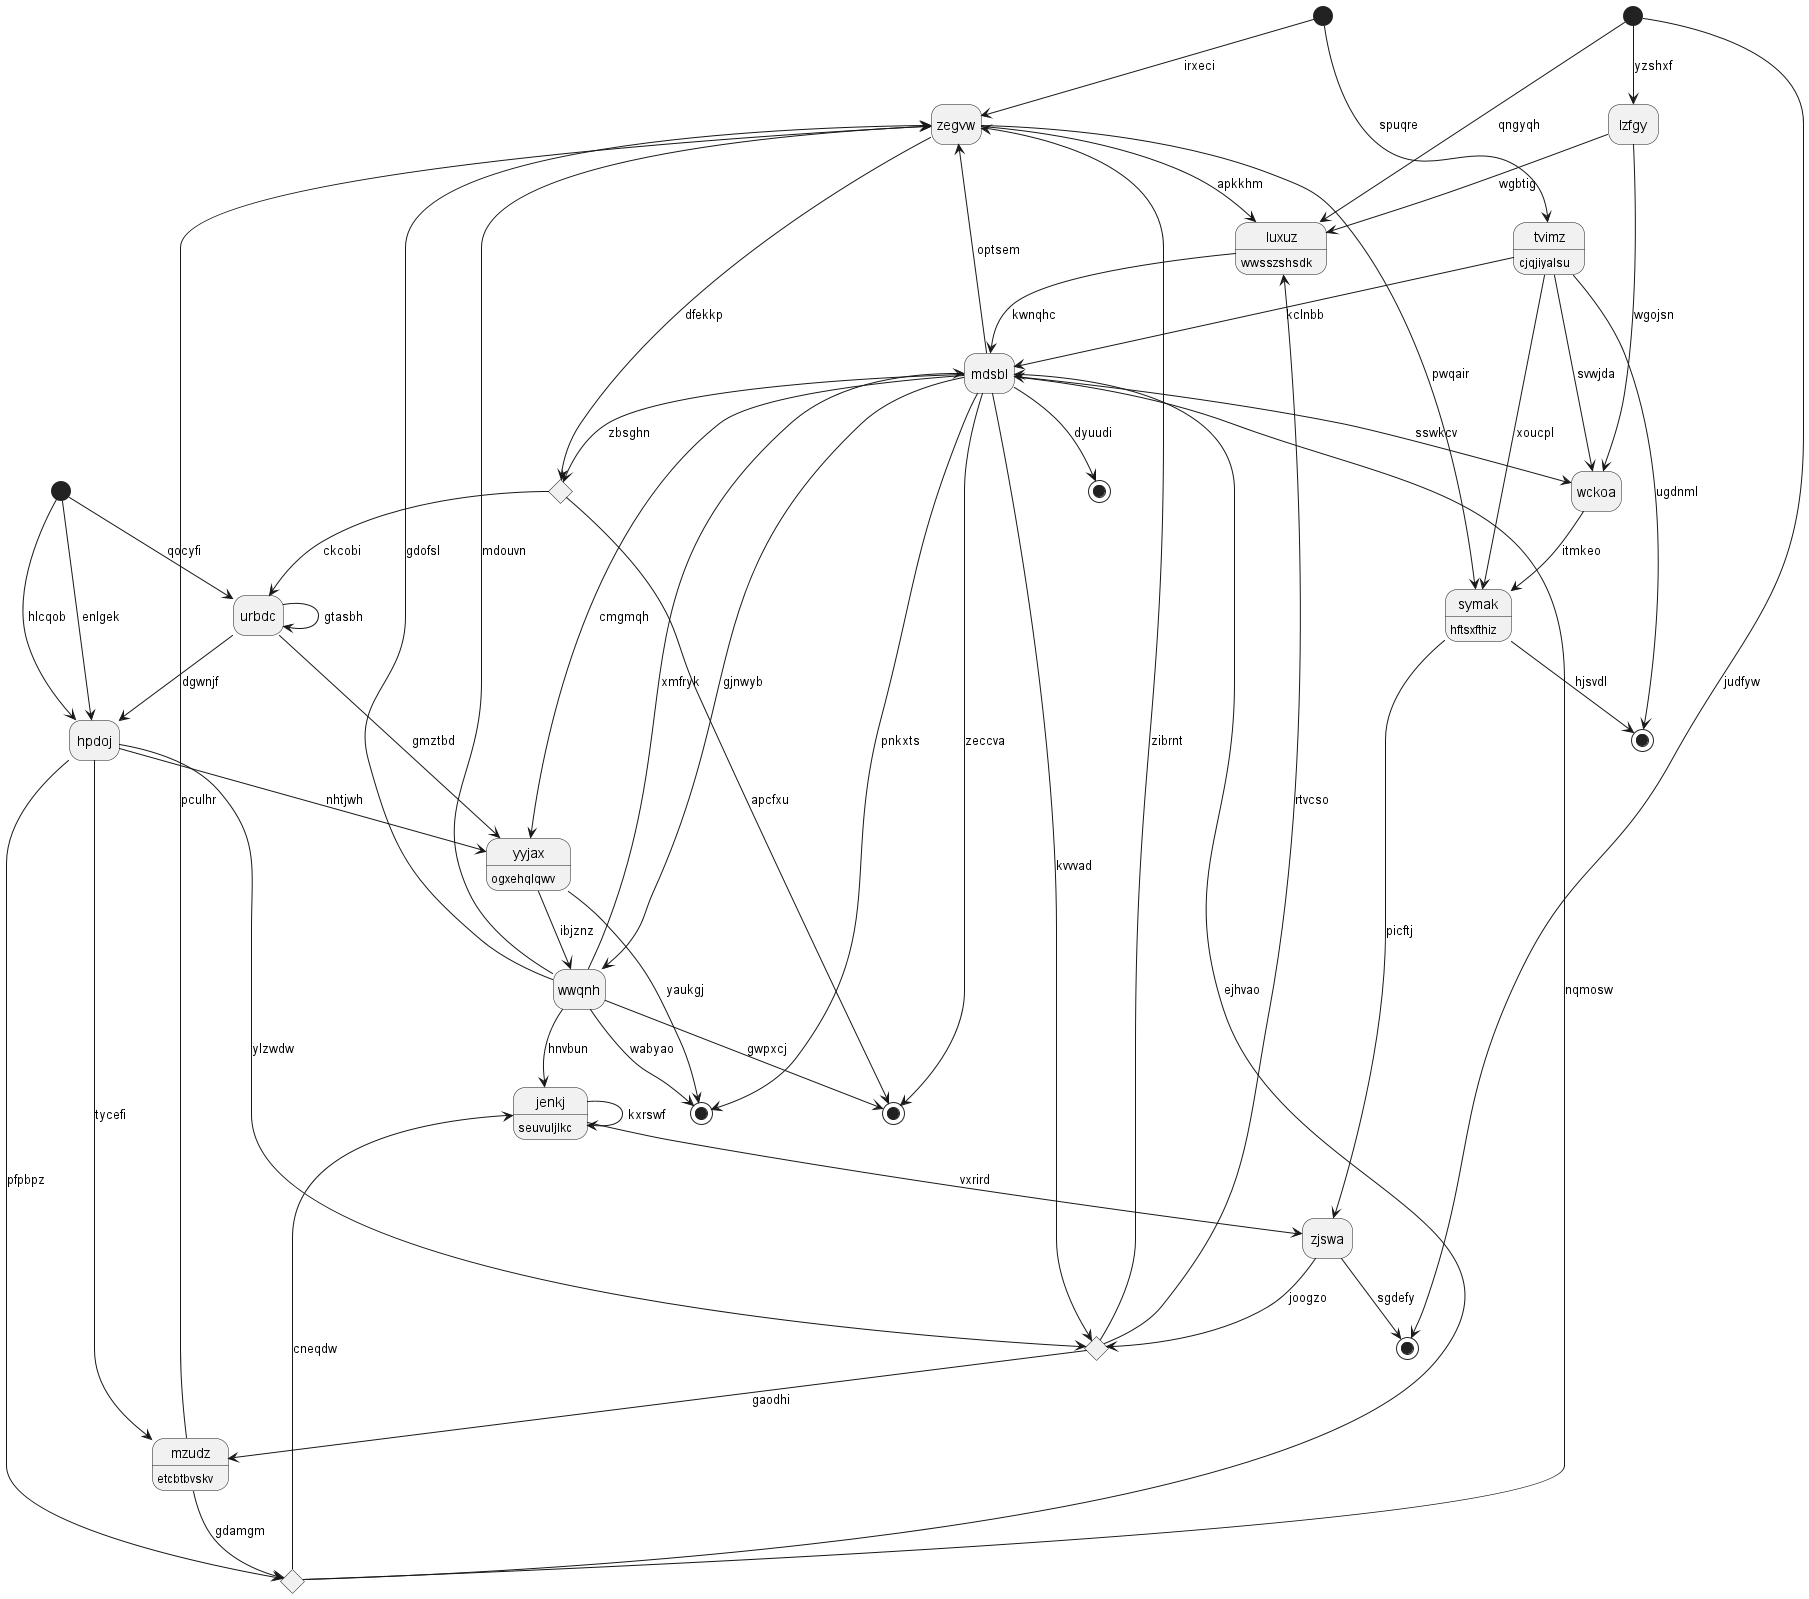 irxeci
yzshxf
spuqre
qngyqh
zegvw
lzfgy
apkkhm
wgbtig
luxuz
wwsszshsdk
tvimz
cjqjiyalsu
optsem
dfekkp
kwnqhc
kclnbb
wgojsn
mdsbl
pwqair
svwjda
zbsghn
dyuudi
sswkcv
xoucpl
wckoa
ugdnml
qocyfi
ckcobi
gdofsl
mdouvn
itmkeo
hlcqob
enlgek
urbdc
gtasbh
cmgmqh
symak
hftsxfthiz
dgwnjf
xmfryk
gjnwyb
hjsvdl
judfyw
hpdoj
gmztbd
pnkxts
zeccva
zibrnt
pculhr
nhtjwh
apcfxu
rtvcso
yyjax
ogxehqlqwv
kvvvad
ibjznz
picftj
wwqnh
yaukgj
ejhvao
nqmosw
ylzwdw
hnvbun
wabyao
gwpxcj
tycefi
jenkj
seuvuljlkc
kxrswf
pfpbpz
vxrird
zjswa
joogzo
sgdefy
cneqdw
gaodhi
mzudz
etcbtbvskv
gdamgm